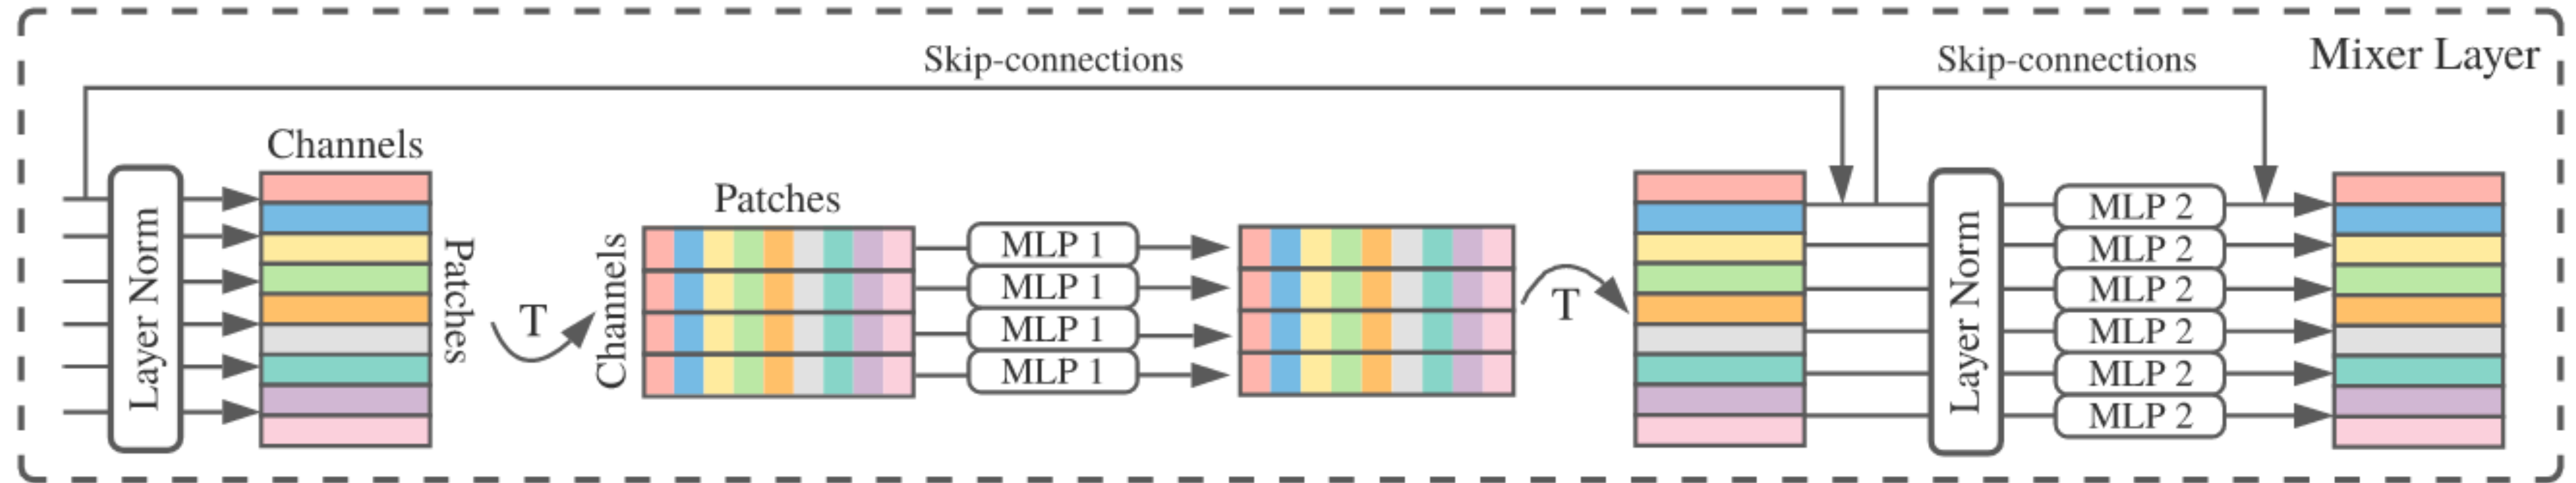 Skip-connections
Skip-connections
Mixer Layer
Layer Norm
Channels
Patches
T
Channels
Patches
MLP 1
MLP 1
MLP 1
MLP 1
T
Layer Norm
MLP 2
MLP 2
MLP 2
MLP 2
MLP 2
MLP 2